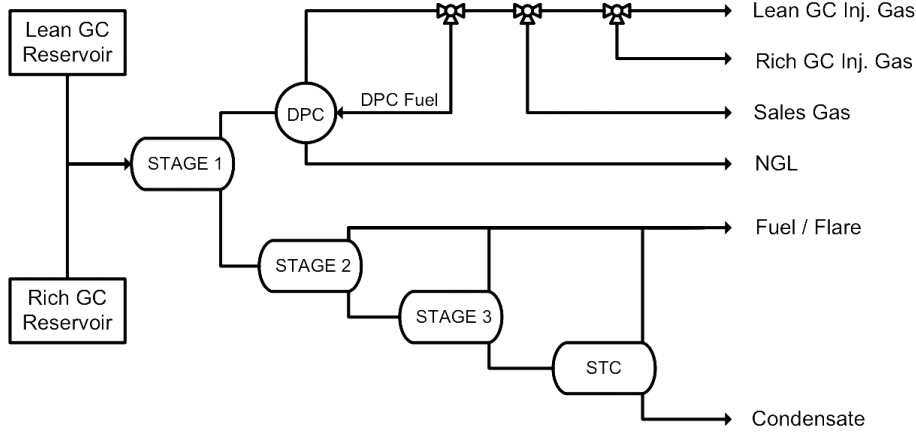 Lean GC
Reservoir
Rich GC
Reservoir
STAGE 1
DPC
DPC Fuel
STAGE 2
STAGE 3
STC
Lean GC Inj. Gas
Rich GC Inj. Gas
Sales Gas
NGL
Fuel / Flare
Condensate